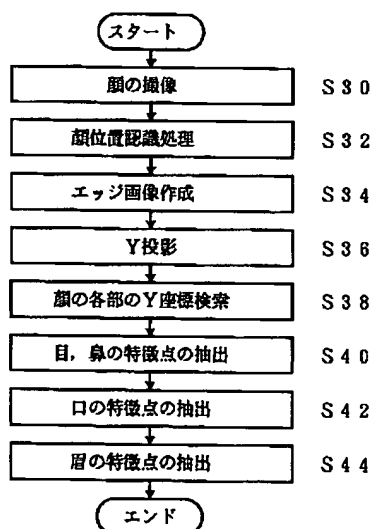 スタート
顔の撮像 S30
顔位置認識処理 S32
エッジ画像作成 S34
Y投影 S36
顔の各部のY座標検索 S38
目，鼻の特徴点の抽出 S40
口の特徴点の抽出 S42
眉の特徴点の抽出 S44
エンド